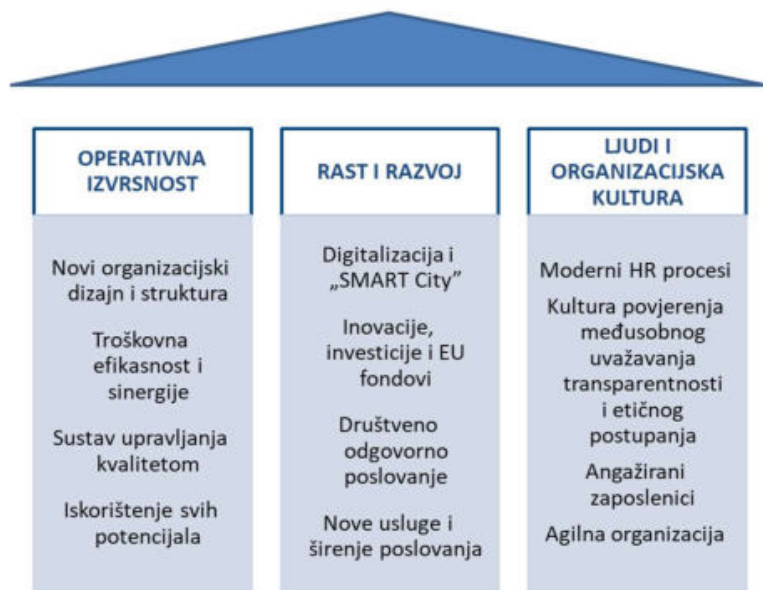 OPERATIVNA
IZVRSNOST
Novi organizacijski
dizajn i struktura
Troškovna
efikasnost i
sinergije
Sustav upravljanja
kvalitetom
Iskorištenje svih
potencijala
RAST I RAZVOJ
Digitalizacija i
„SMART City”
Inovacije,
investicije i EU
fondovi
Društveno
odgovorno
poslovanje
Nove usluge i
širenje poslovanja
LJUDI I
ORGANIZACIJSKA
KULTURA
Moderni HR procesi
Kultura povjerenja
međusobnog
uvažavanja
transparentnosti
i etičnog
postupanja
Angažirani
zaposlenici
Agilna organizacija